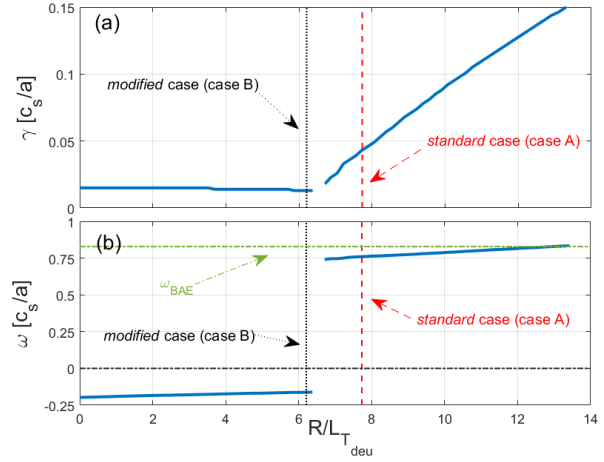 (a)
0.15
0.1
0.05
0
γ [c_s/a]
modified case (case B)
standard case (case A)
(b)
1
0.75
0.5
0.25
0
-0.25
ω [c_s/a]
ω_BAE
modified case (case B)
standard case (case A)
0 2 4 6 8 10 12 14
R/L_T_deu